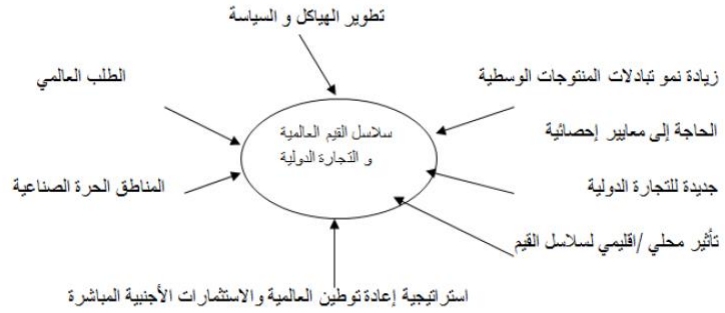 تطوير الهياكل و السياسة
زيادة نمو تبادلات المنتوجات الوسطية
الطلب العالمي
الحاجة إلى معايير إحصائية
سلاسل القيم العالمية
و التجارة الدولية
جديدة للتجارة الدولية
المناطق الحرة الصناعية
تأثير محلي /اقليمي لسلاسل القيم
استراتيجية إعادة توطين العالمية والاستثمارات الأجنبية المباشرة